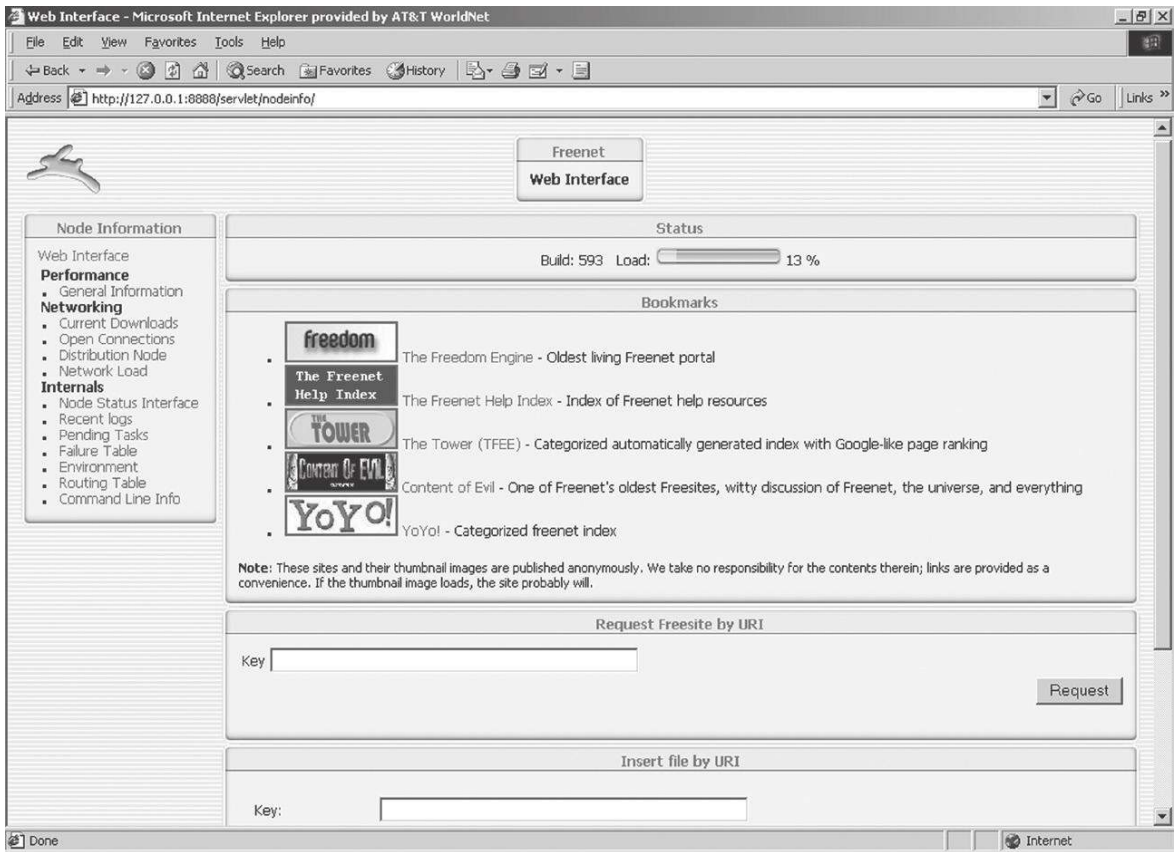 Web Interface - Microsoft Internet Explorer provided by AT&T WorldNet
File Edit View Favorites Tools Help
Back Search Favorites History
Address http://127.0.0.1:8888/servlet/nodeinfo/ Go Links »
Freenet
Web Interface
Node Information
Web Interface
Performance
General Information
Networking
Current Downloads
Open Connections
Distribution Node
Network Load
Internals
Node Status Interface
Recent logs
Pending Tasks
Failure Table
Environment
Routing Table
Command Line Info
Status
Build: 593 Load: 13 %
Bookmarks
freedom
The Freedom Engine - Oldest living Freenet portal
The Freenet
Help Index
The Freenet Help Index - Index of Freenet help resources
THE
TOWER
The Tower (TFEE) - Categorized automatically generated index with Google-like page ranking
CONTENT OF EVIL
Content of Evil - One of Freenet's oldest Freesites, witty discussion of Freenet, the universe, and everything
YoYo!
YoYo! - Categorized freenet index
Note: These sites and their thumbnail images are published anonymously. We take no responsibility for the contents therein; links are provided as a
convenience. If the thumbnail image loads, the site probably will.
Request Freesite by URI
Key
Request
Insert file by URI
Key:
Done Internet